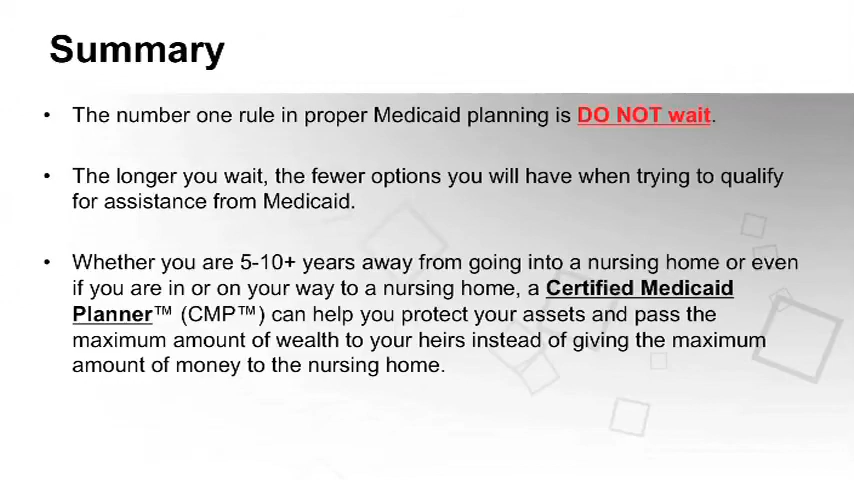 Summary
• The number one rule in proper Medicaid planning is DO NOT wait.
• The longer you wait, the fewer options you will have when trying to qualify
for assistance from Medicaid.
• Whether you are 5-10+ years away from going into a nursing home or even
if you are in or on your way to a nursing home, a Certified Medicaid
Planner™ (CMP™) can help you protect your assets and pass the
maximum amount of wealth to your heirs instead of giving the maximum
amount of money to the nursing home.